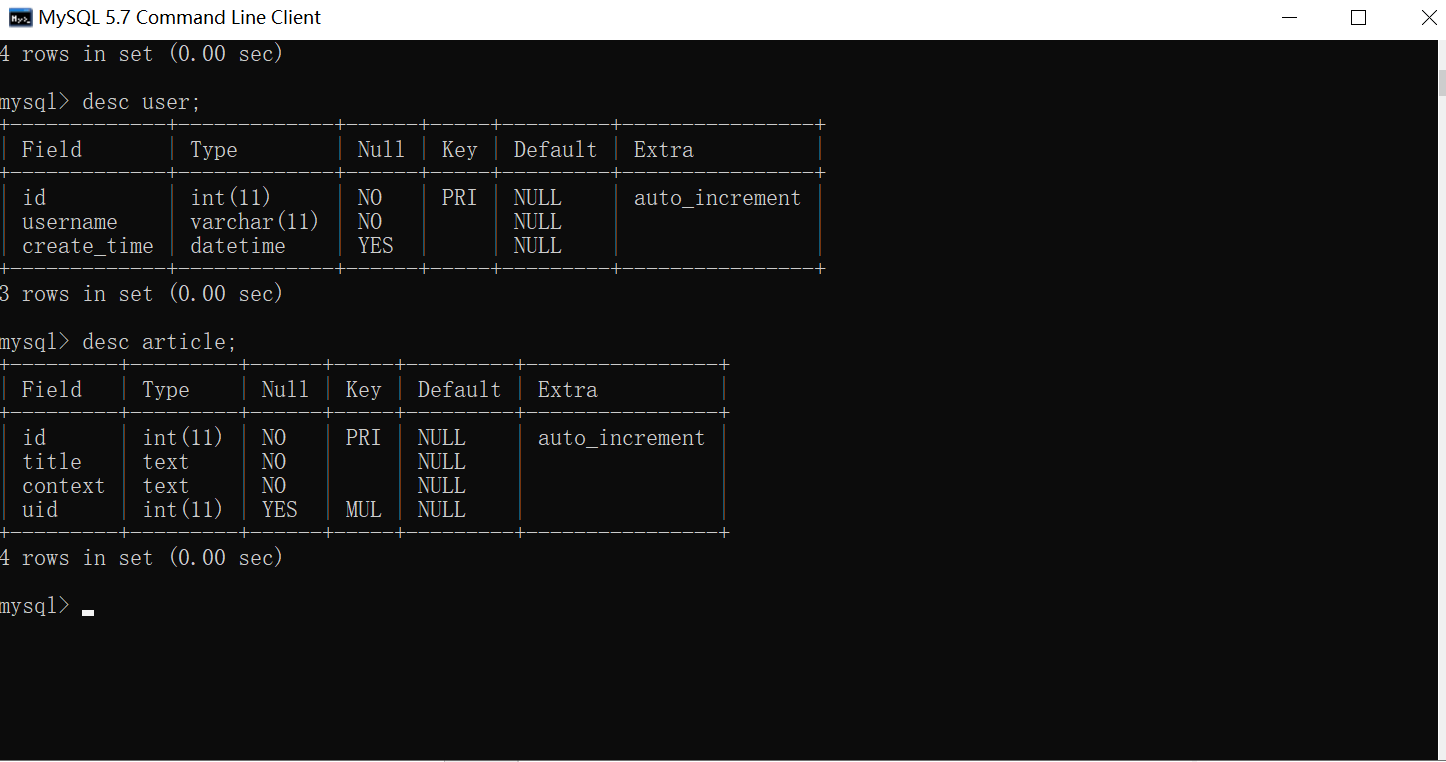 MySQL 5.7 Command Line Client
4 rows in set (0.00 sec)
mysql> desc user;
+-------------+-------------+------+-----+---------+----------------+
| Field       | Type        | Null | Key | Default | Extra          |
+-------------+-------------+------+-----+---------+----------------+
| id          | int(11)     | NO   | PRI | NULL    | auto_increment |
| username    | varchar(11) | NO   |     | NULL    |                |
| create_time | datetime    | YES  |     | NULL    |                |
+-------------+-------------+------+-----+---------+----------------+
3 rows in set (0.00 sec)
mysql> desc article;
+---------+---------+------+-----+---------+----------------+
| Field   | Type    | Null | Key | Default | Extra          |
+---------+---------+------+-----+---------+----------------+
| id      | int(11) | NO   | PRI | NULL    | auto_increment |
| title   | text    | NO   |     | NULL    |                |
| context | text    | NO   |     | NULL    |                |
| uid     | int(11) | YES  | MUL | NULL    |                |
+---------+---------+------+-----+---------+----------------+
4 rows in set (0.00 sec)
mysql>